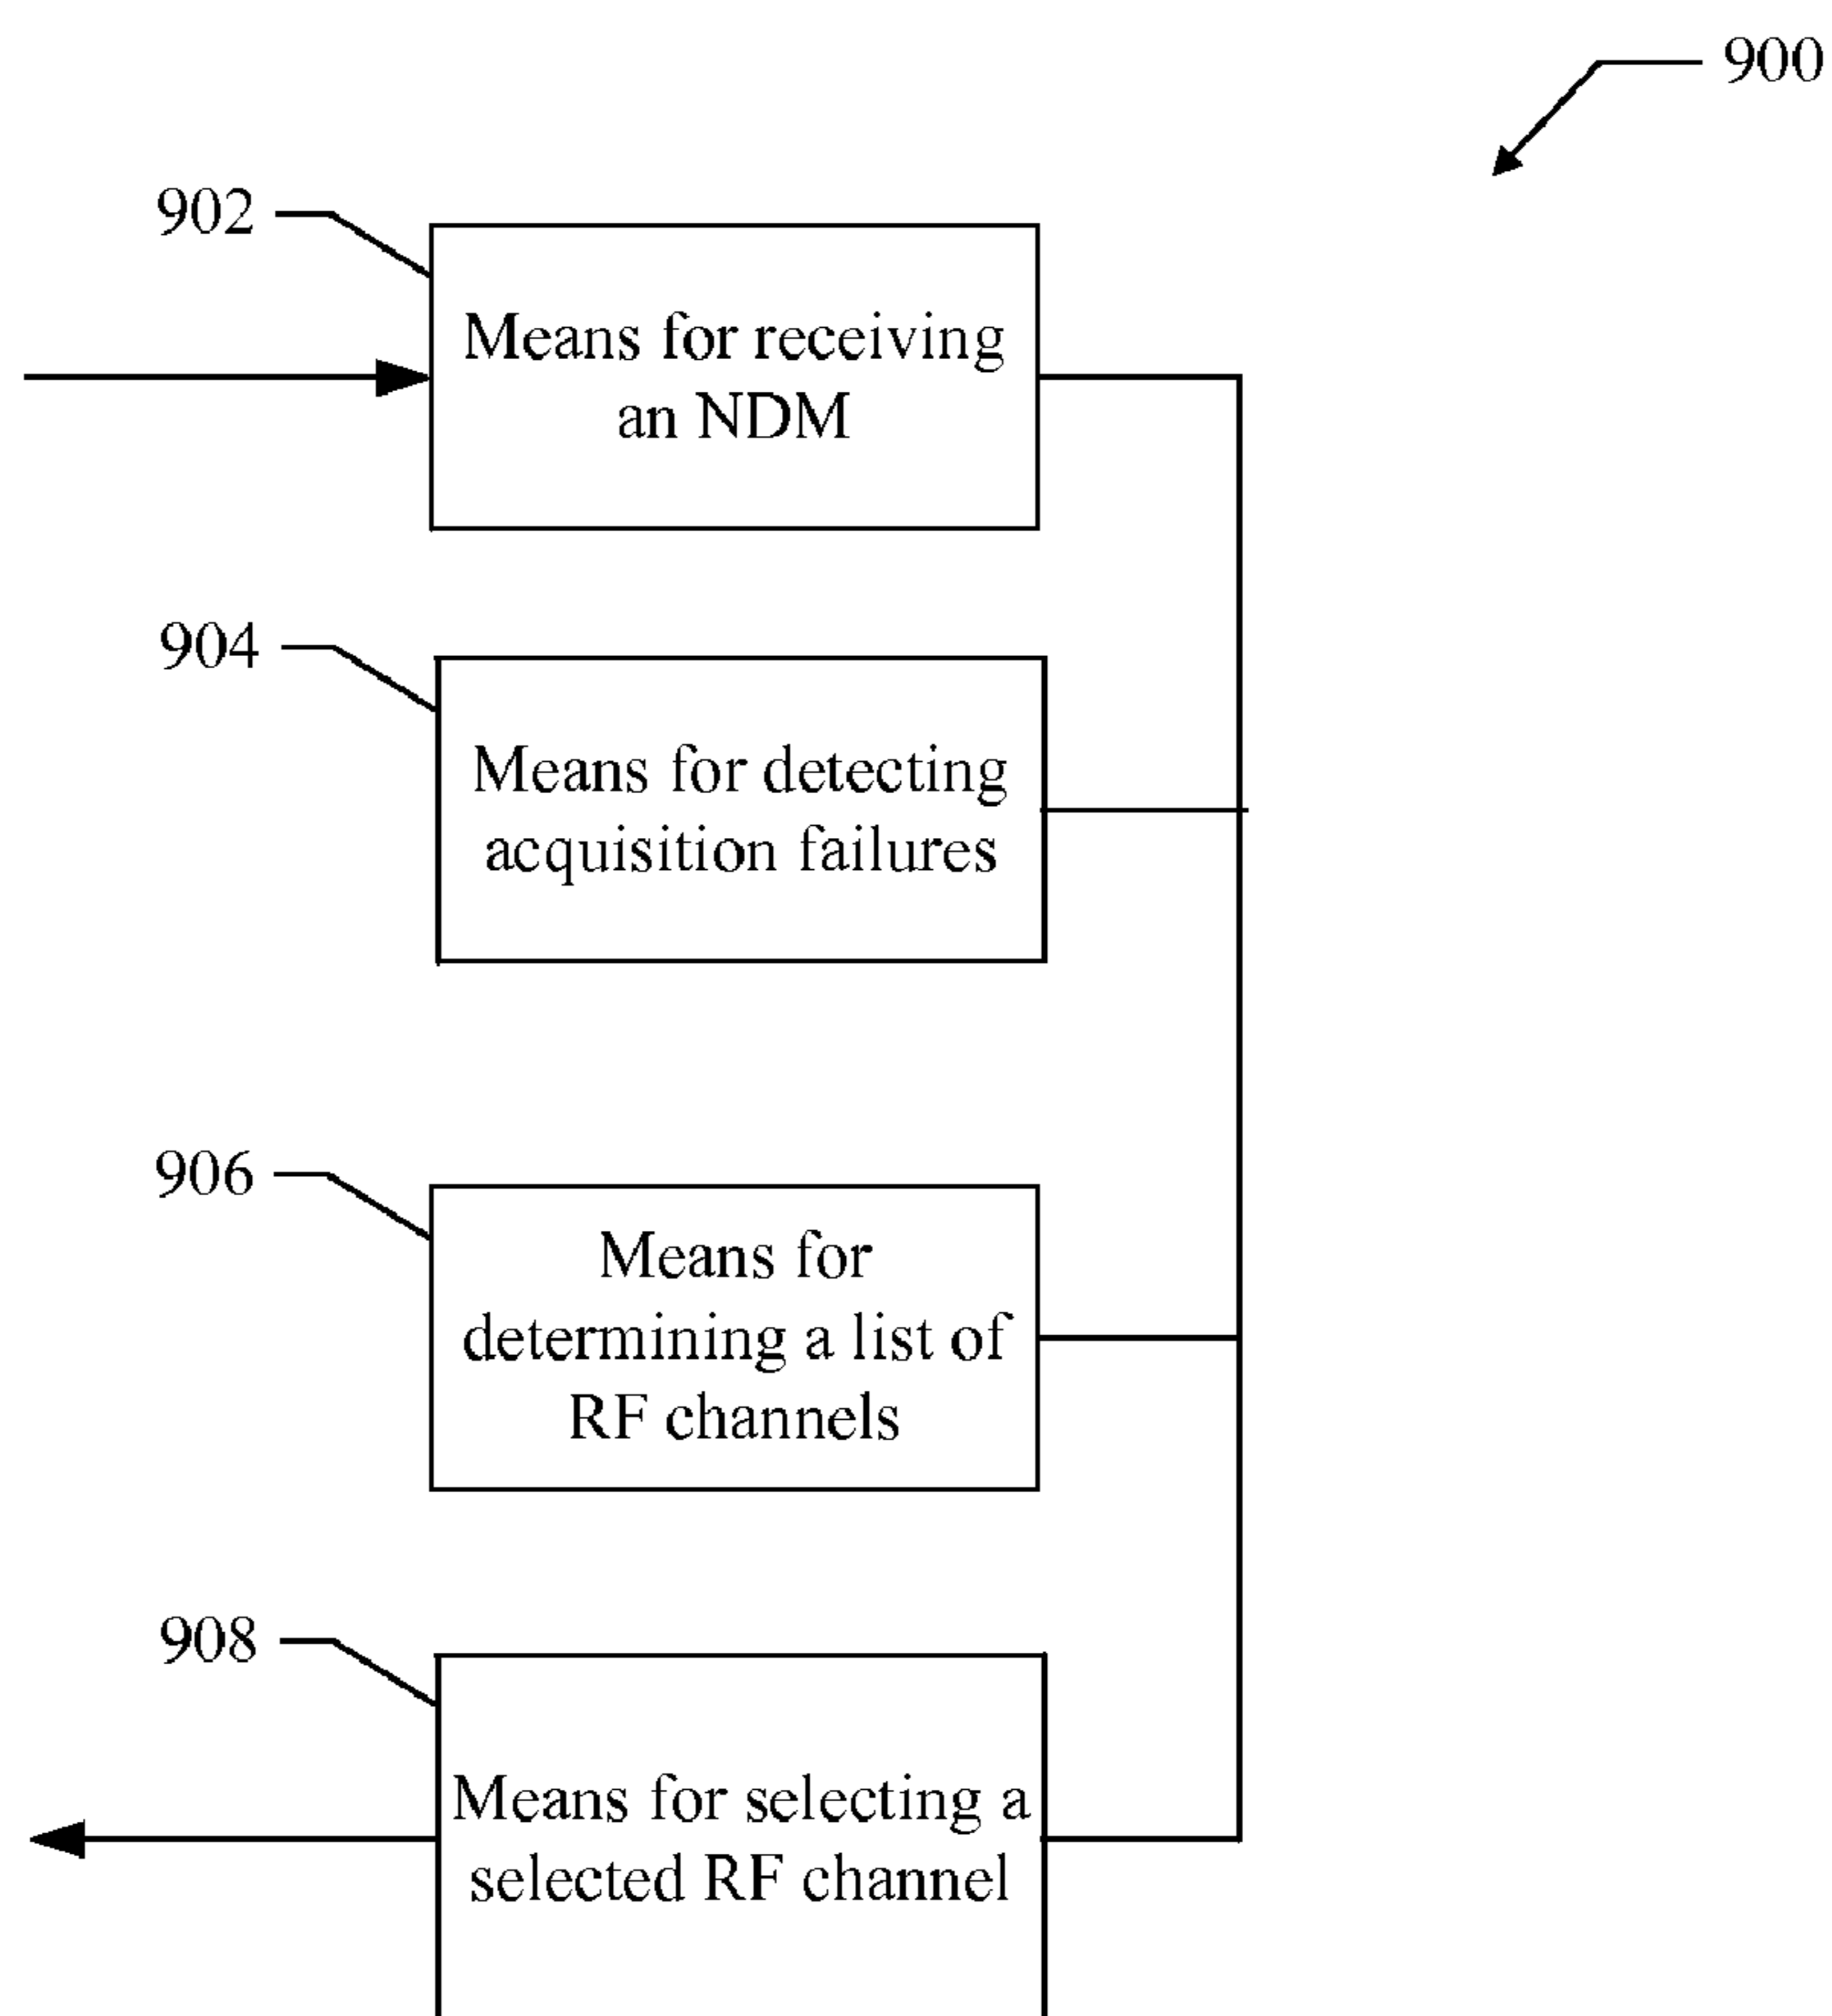 900
902
Means for receiving
an NDM
904
Means for detecting
acquisition failures
906
Means for
determining a list of
RF channels
908
Means for selecting a
selected RF channel